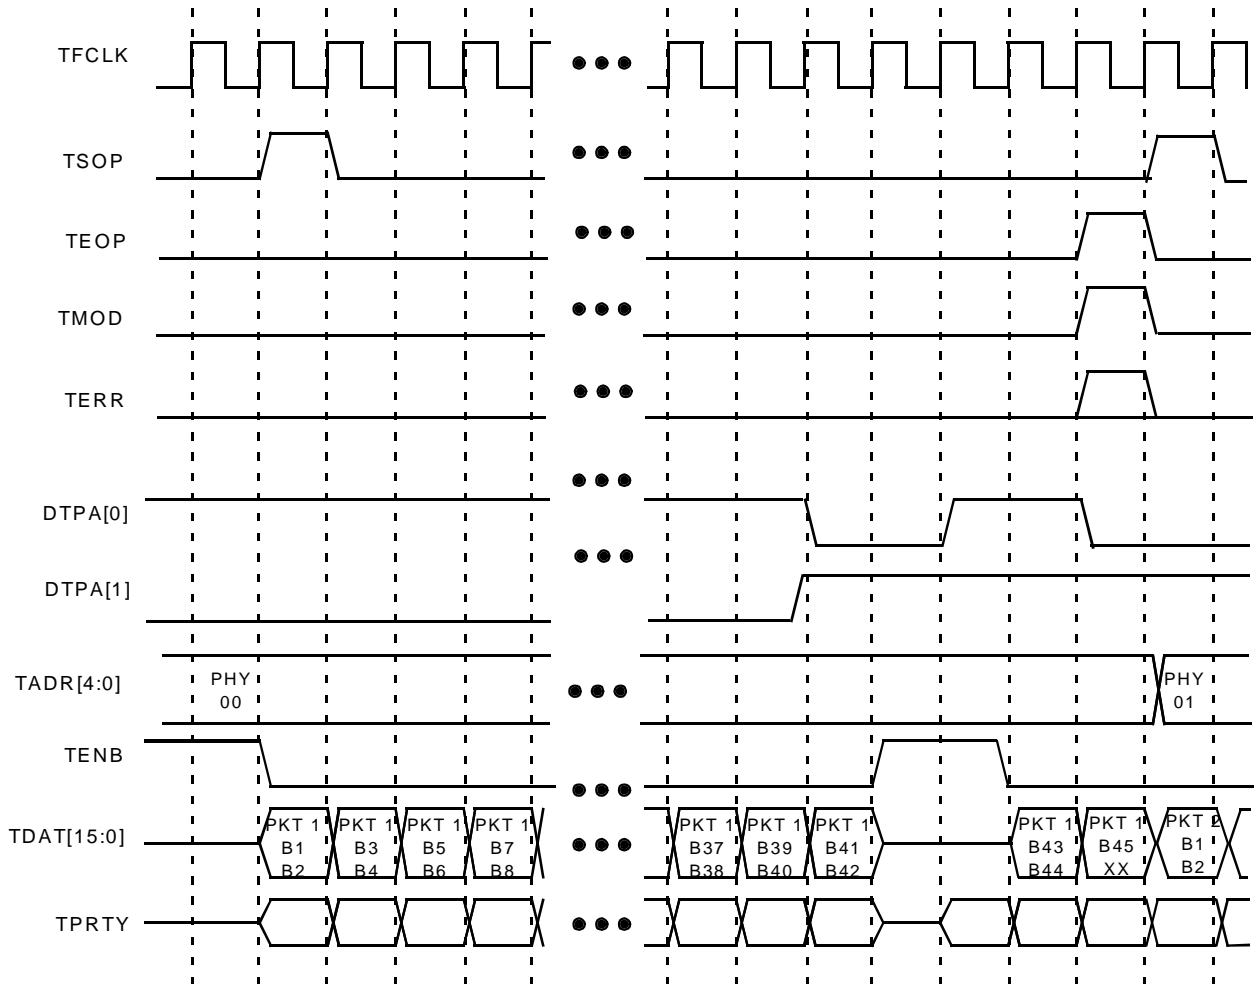 TFCLK
TSOP
TEOP
TMOD
TERR
DTPA[0]
DTPA[1]
TADR[4:0]
PHY
00
PHY
01
TENB
TDAT[15:0]
PKT 1
B1
B2
PKT 1
B3
B4
PKT 1
B5
B6
PKT 1
B7
B8
PKT 1
B37
B38
PKT 1
B39
B40
PKT 1
B41
B42
PKT 1
B43
B44
PKT 1
B45
XX
PKT 2
B1
B2
TPRTY